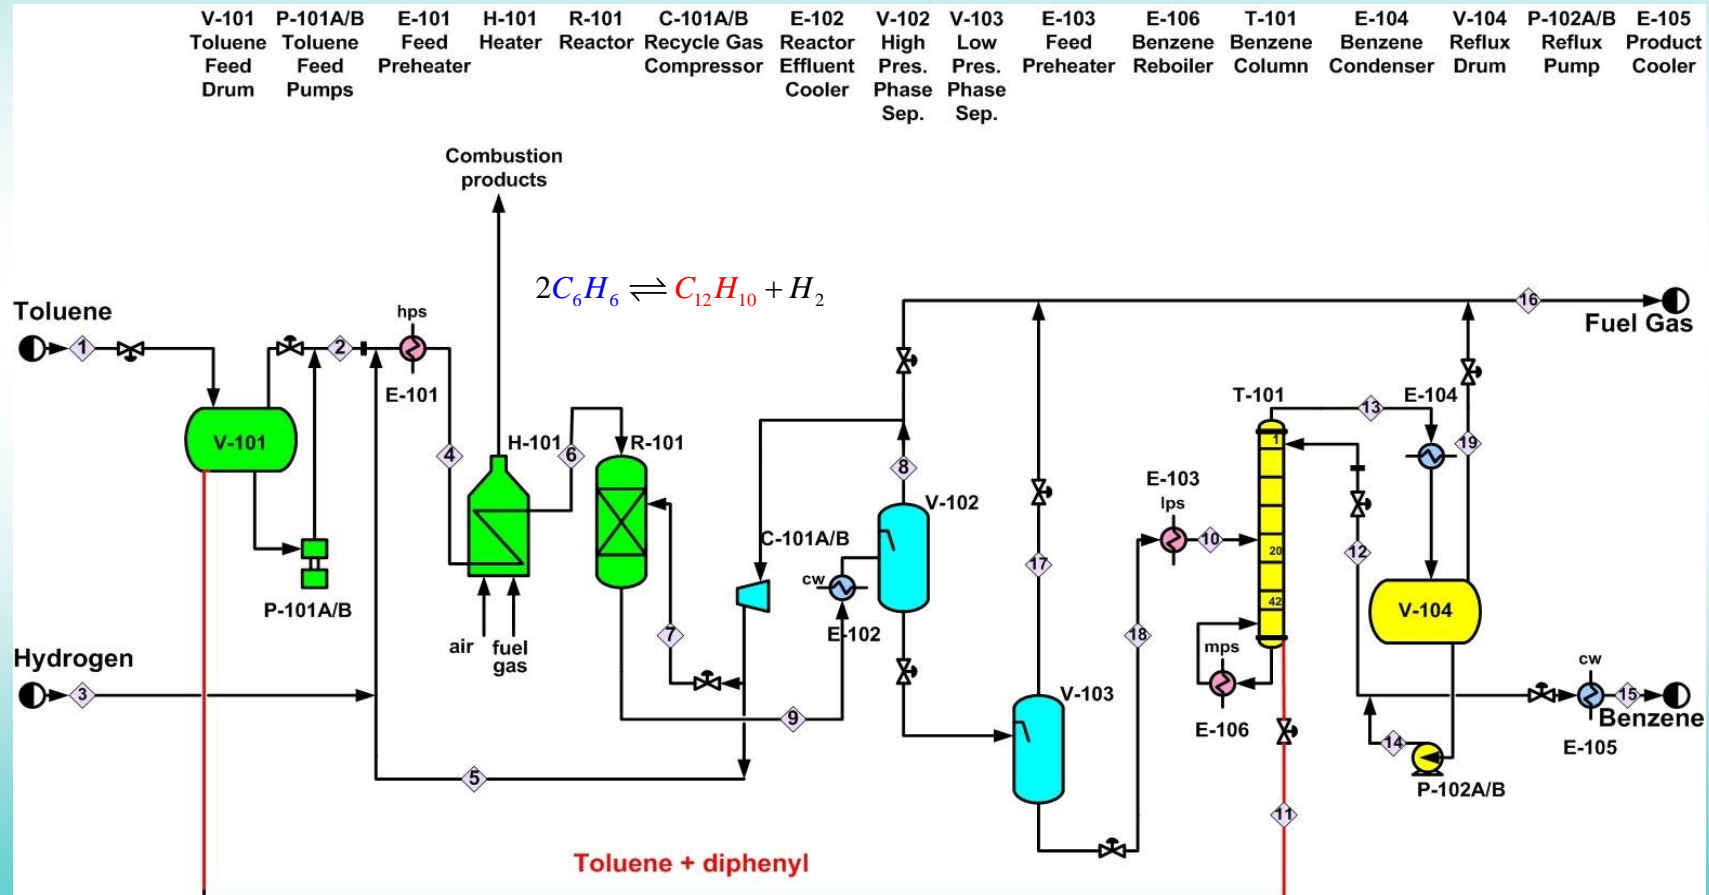 V-101 P-101A/B E-101 H-101 R-101 C-101A/B E-102 V-102 V-103 E-103 E-106 T-101 E-104 V-104 P-102A/B E-105
Toluene Toluene Feed Heater Reactor Recycle Gas Reactor High Low Feed Benzene Benzene Benzene Reflux Reflux Product
Feed Feed Preheater Compressor Effluent Pres. Pres. Preheater Reboiler Column Condenser Drum Pump Cooler
Drum Pumps Cooler Phase Phase
Sep. Sep.
Combustion
products
2C₆H₆ ⇌ C₁₂H₁₀ + H₂
Toluene
1
2
hps
E-101
V-101
P-101A/B
4
H-101
6
R-101
air
fuel
gas
Hydrogen
3
5
7
9
C-101A/B
cw
E-102
8
V-102
17
V-103
18
E-103
lps
10
T-101
1
20
42
mps
E-106
11
13
E-104
19
12
V-104
14
P-102A/B
16
Fuel Gas
cw
15
Benzene
E-105
Toluene + diphenyl